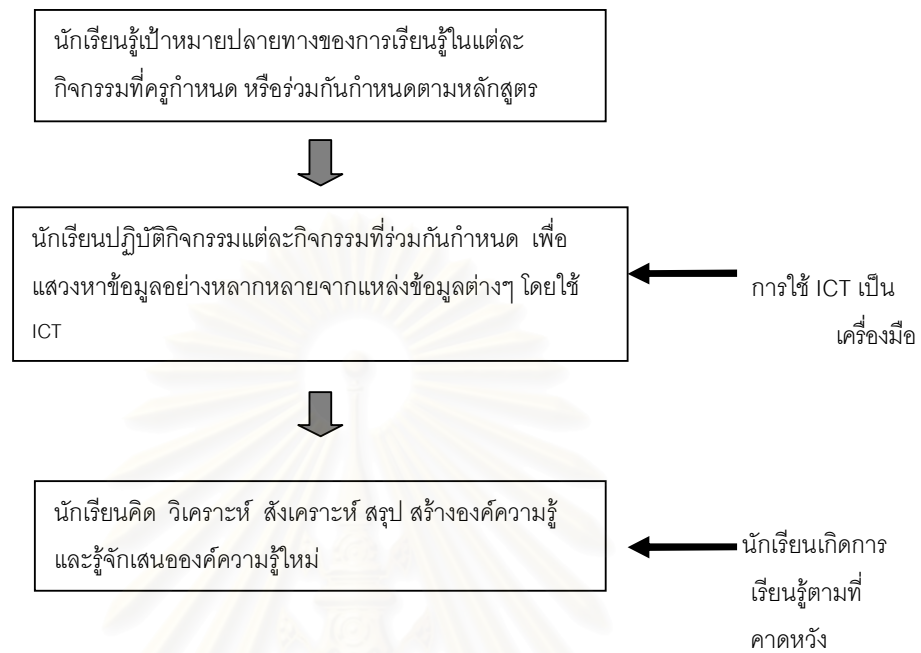 นักเรียนรู้เป้าหมายปลายทางของการเรียนรู้ในแต่ละ
กิจกรรมที่ครูกำหนด หรือร่วมกันกำหนดตามหลักสูตร
นักเรียนปฏิบัติกิจกรรมแต่ละกิจกรรมที่ร่วมกันกำหนด เพื่อ
แสวงหาข้อมูลอย่างหลากหลายจากแหล่งข้อมูลต่างๆ โดยใช้
ICT
การใช้ ICT เป็น
เครื่องมือ
นักเรียนคิด วิเคราะห์ สังเคราะห์ สรุป สร้างองค์ความรู้
และรู้จักเสนอองค์ความรู้ใหม่
นักเรียนเกิดการ
เรียนรู้ตามที่
คาดหวัง